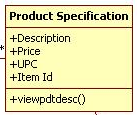 Product Specification
+Description
+Price
+UPC
+Item Id
+viewpdtdesc()
*